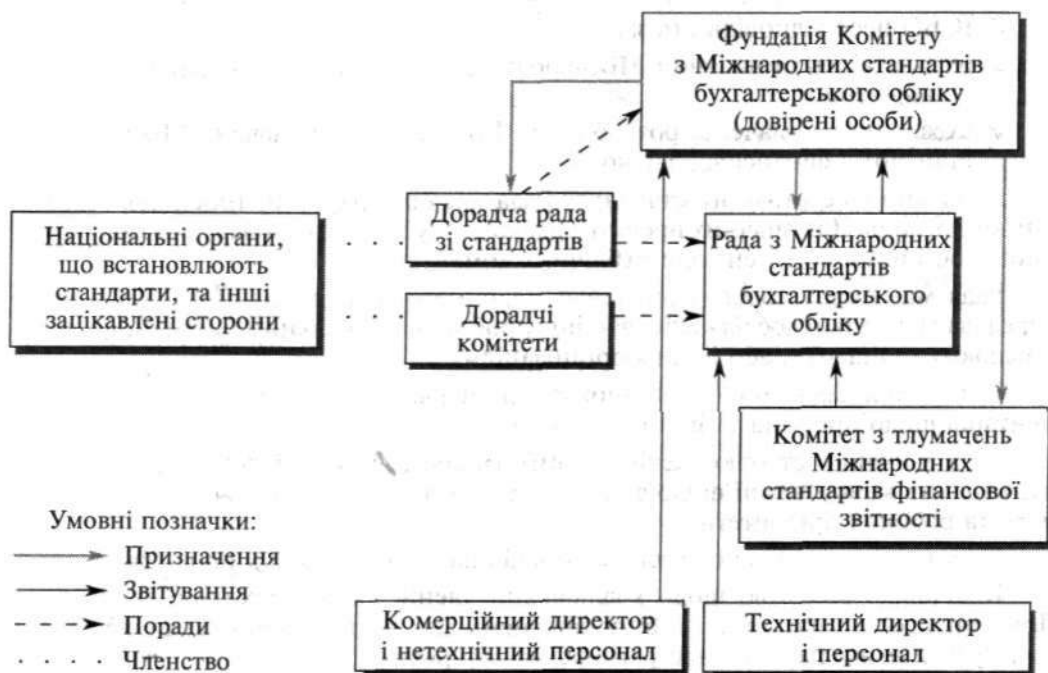 Фундація Комітету
з Міжнародних стандартів
бухгалтерського обліку
(довірені особи)
Національні органи,
що встановлюють
стандарти, та інші
зацікавлені сторони
Дорадча рада
зі стандартів
Дорадчі
комітети
Рада з Міжнародних
стандартів
бухгалтерського
обліку
Комітет з тлумачень
Міжнародних
стандартів фінансової
звітності
Умовні позначки:
Призначення
Звітування
Поради
Членство
Комерційний директор
і нетехнічний персонал
Технічний директор
і персонал